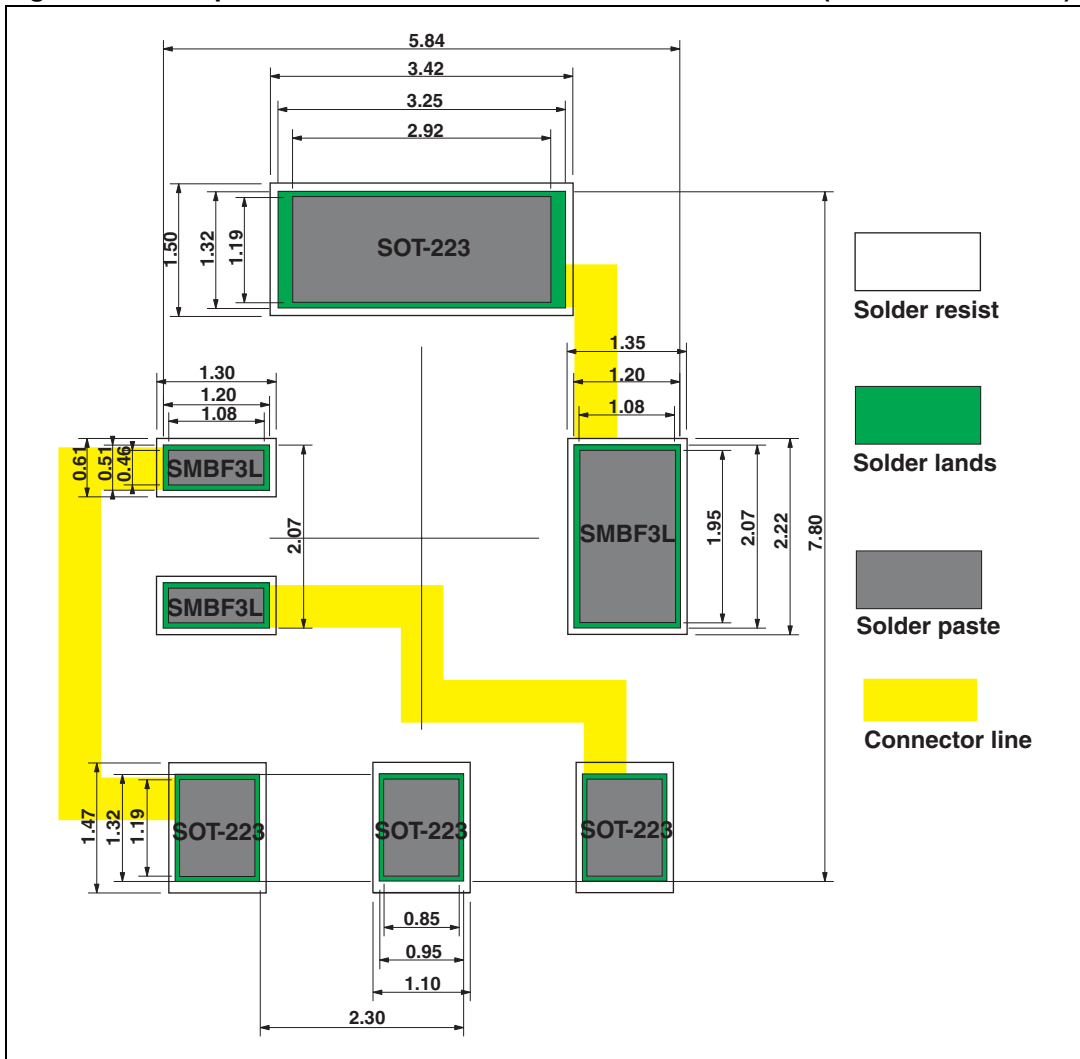 5.84
3.42
3.25
2.92
1.50
1.32
1.19
SOT-223
Solder resist
1.35
1.20
1.08
1.30
1.20
1.08
0.61
0.51
0.46
SMBF3L
2.07
SMBF3L
1.95
2.07
2.22
7.80
Solder lands
SMBF3L
Solder paste
Connector line
1.47
1.32
1.19
SOT-223
SOT-223
SOT-223
0.85
0.95
1.10
2.30